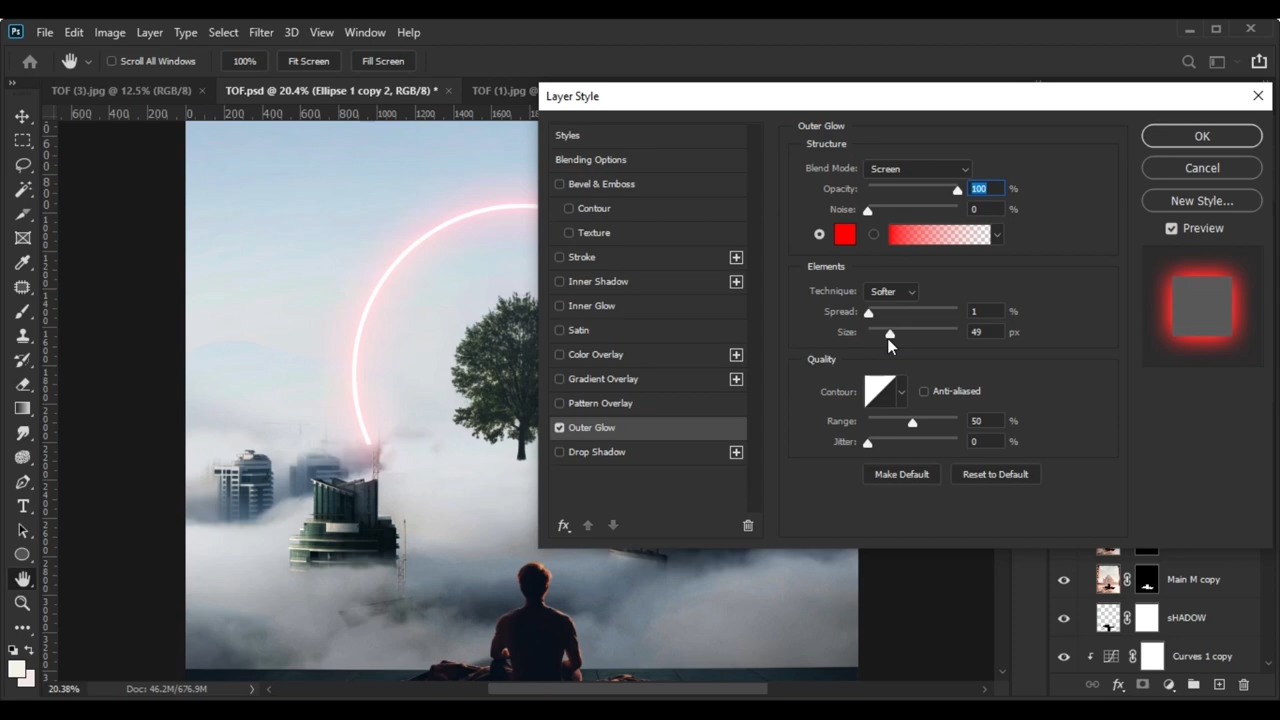 Ps File Edit Image Layer Type Select Filter 3D View Window Help
Scroll All Windows 100% Fit Screen Fill Screen
TOF (3).jpg @ 12.5% (RGB/8) × TOF.psd @ 20.4% (Ellipse 1 copy 2, RGB/8) * × TOF (1).jpg @
600 400 200 0 200 400 600 800 1000 1200 1400
Layer Style
Styles
Blending Options
Bevel & Emboss
Contour
Texture
Stroke
Inner Shadow
Inner Glow
Satin
Color Overlay
Gradient Overlay
Pattern Overlay
Outer Glow
Drop Shadow
fx
Outer Glow
Structure
Blend Mode: Screen
Opacity: 100 %
Noise: 0 %
Elements
Technique: Softer
Spread: 1 %
Size: 49 px
Quality
Contour: Anti-aliased
Range: 50 %
Jitter: 0 %
Make Default Reset to Default
OK
Cancel
New Style...
Preview
Main M copy
sHADOW
Curves 1 copy
fx
20.38% Doc: 46.2M/676.9M